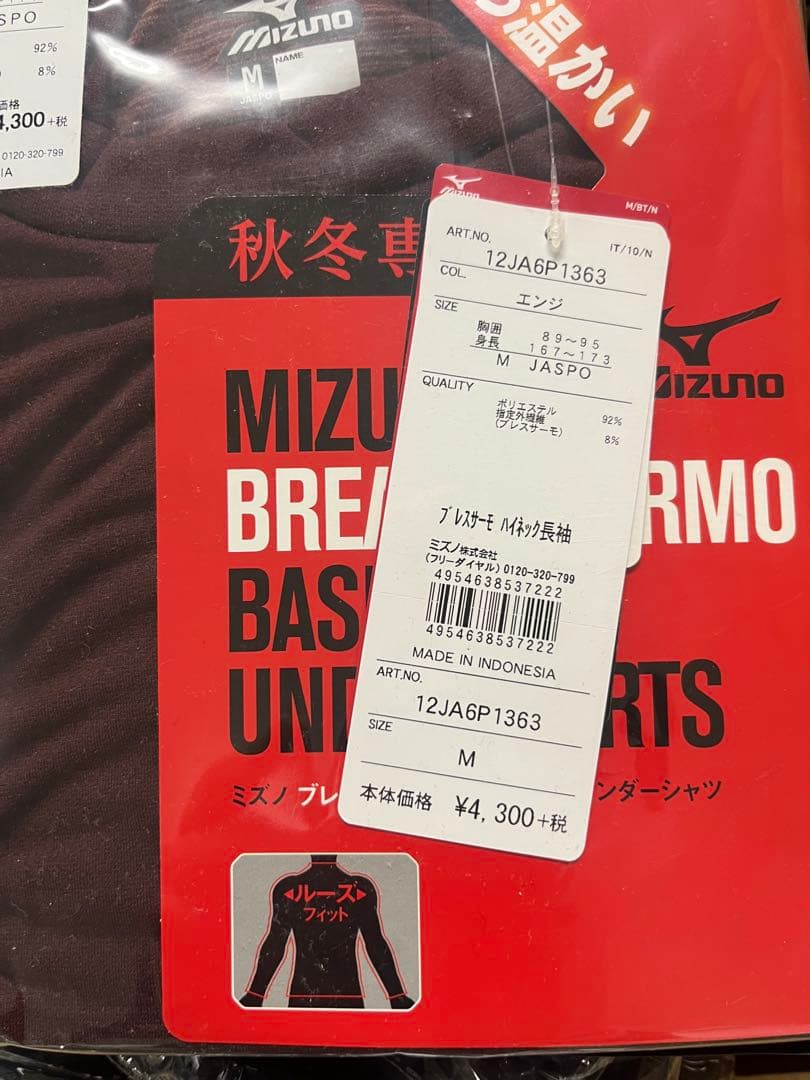 JASPO
92%
8%
価格
4,300+税
0120-320-799
IA
MIZUNO
M
NAME
JASPO
温かい
秋冬専
MIZUNO
M/BT/N
IT/10/N
ART.NO.
12JA6P1363
COL.
エンジ
SIZE
胸囲 89~95
身長 167~173
M JASPO
QUALITY
ポリエステル 92%
指定外繊維
(ブレスサーモ) 8%
ブレスサーモ ハイネック長袖
ミズノ株式会社
(フリーダイヤル) 0120-320-799
4954638537222
4954638537222
MADE IN INDONESIA
ART.NO.
12JA6P1363
SIZE
M
本体価格 ¥4,300+税
MIZUNO
MIZU
BREA RMO
BAS
UND RTS
ミズノ ブレ ンダーシャツ
ルーズ
フィット